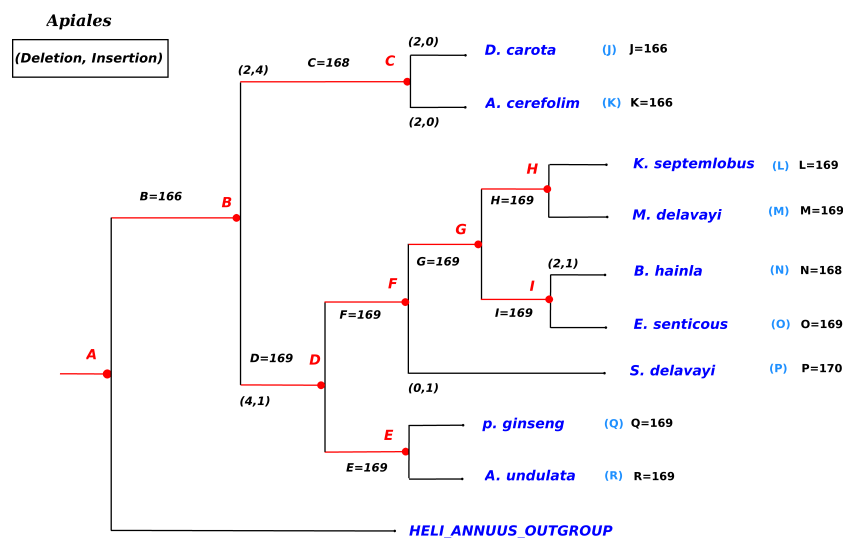 Apiales
(Deletion, Insertion)
(2,0)
C=168
C
D. carota (J) J=166
(2,4)
A. cerefolim (K) K=166
(2,0)
K. septemlobus (L) L=169
H
B=166
B
H=169
M. delavayi (M) M=169
G
G=169
(2,1)
B. hainla (N) N=168
F
I
F=169
I=169
E. senticous (O) O=169
A
D=169
D
S. delavayi (P) P=170
(4,1)
(0,1)
p. ginseng (Q) Q=169
E
E=169
A. undulata (R) R=169
HELI_ANNUUS_OUTGROUP